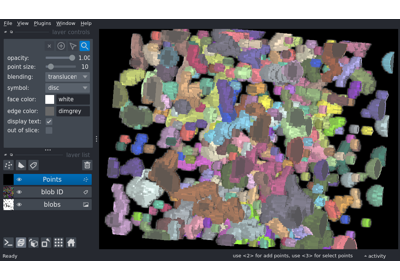 File View Plugins Window Help
layer controls
opacity: 1.00
point size: 10
blending: translucen
symbol: disc
face color: white
edge color: dimgrey
display text:
out of slice:
layer list
Points
blob ID
blobs
Ready
use <2> for add points, use <3> for select points
activity